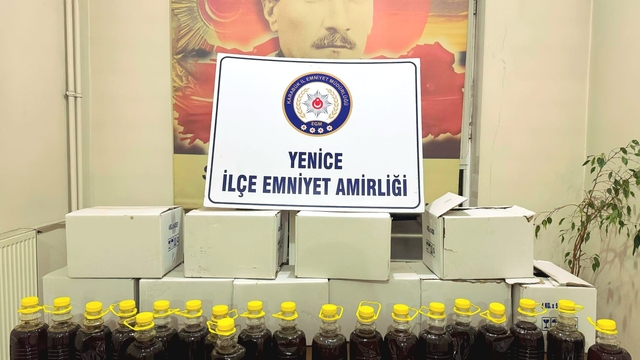 KARABÜK İL EMNİYET MÜDÜRLÜĞÜ
EGM
YENİCE
İLÇE EMNİYET AMİRLİĞİ